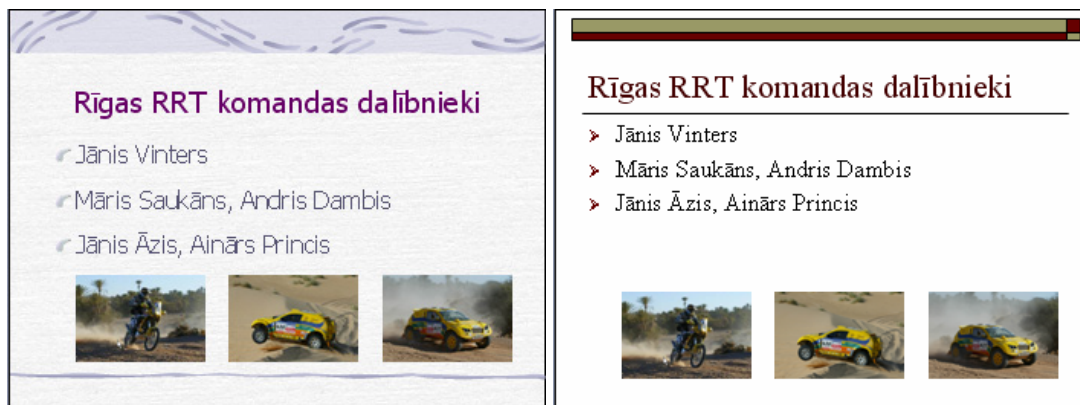 Rīgas RRT komandas dalībnieki
Jānis Vinters
Māris Saukāns, Andris Dambis
Jānis Āzis, Ainārs Princis
Rīgas RRT komandas dalībnieki
Jānis Vinters
Māris Saukāns, Andris Dambis
Jānis Āzis, Ainārs Princis